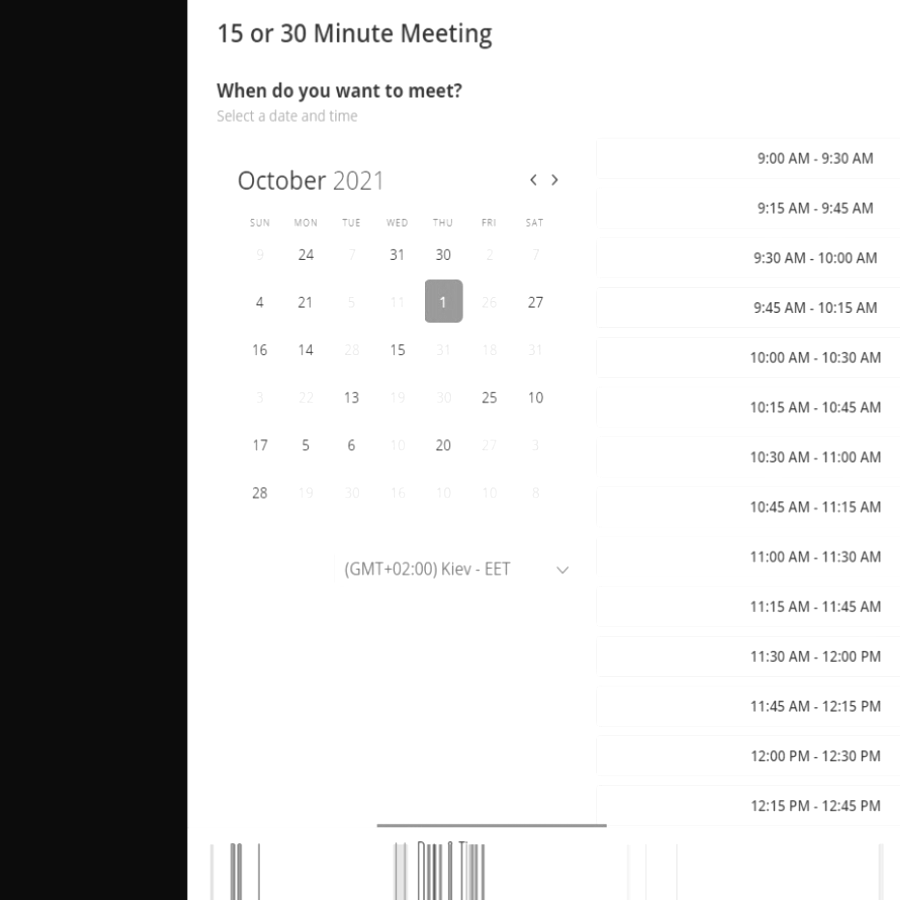 15 or 30 Minute Meeting
When do you want to meet?
Select a date and time
October 2021
SUN MON TUE WED THU FRI SAT
9 24 7 31 30 2 7
4 21 5 11 1 26 27
16 14 28 15 31 18 31
3 22 13 19 30 25 10
17 5 6 10 20 27 3
28 19 30 16 10 10 8
(GMT+02:00) Kiev - EET
9:00 AM - 9:30 AM
9:15 AM - 9:45 AM
9:30 AM - 10:00 AM
9:45 AM - 10:15 AM
10:00 AM - 10:30 AM
10:15 AM - 10:45 AM
10:30 AM - 11:00 AM
10:45 AM - 11:15 AM
11:00 AM - 11:30 AM
11:15 AM - 11:45 AM
11:30 AM - 12:00 PM
11:45 AM - 12:15 PM
12:00 PM - 12:30 PM
12:15 PM - 12:45 PM